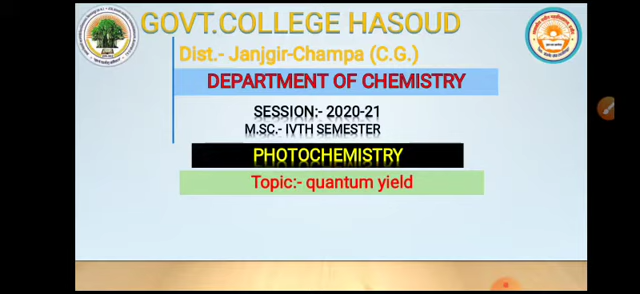 GOVT.COLLEGE HASOUD
Dist.- Janjgir-Champa (C.G.)
DEPARTMENT OF CHEMISTRY
SESSION:- 2020-21
M.SC.- IVTH SEMESTER
PHOTOCHEMISTRY
Topic:- quantum yield